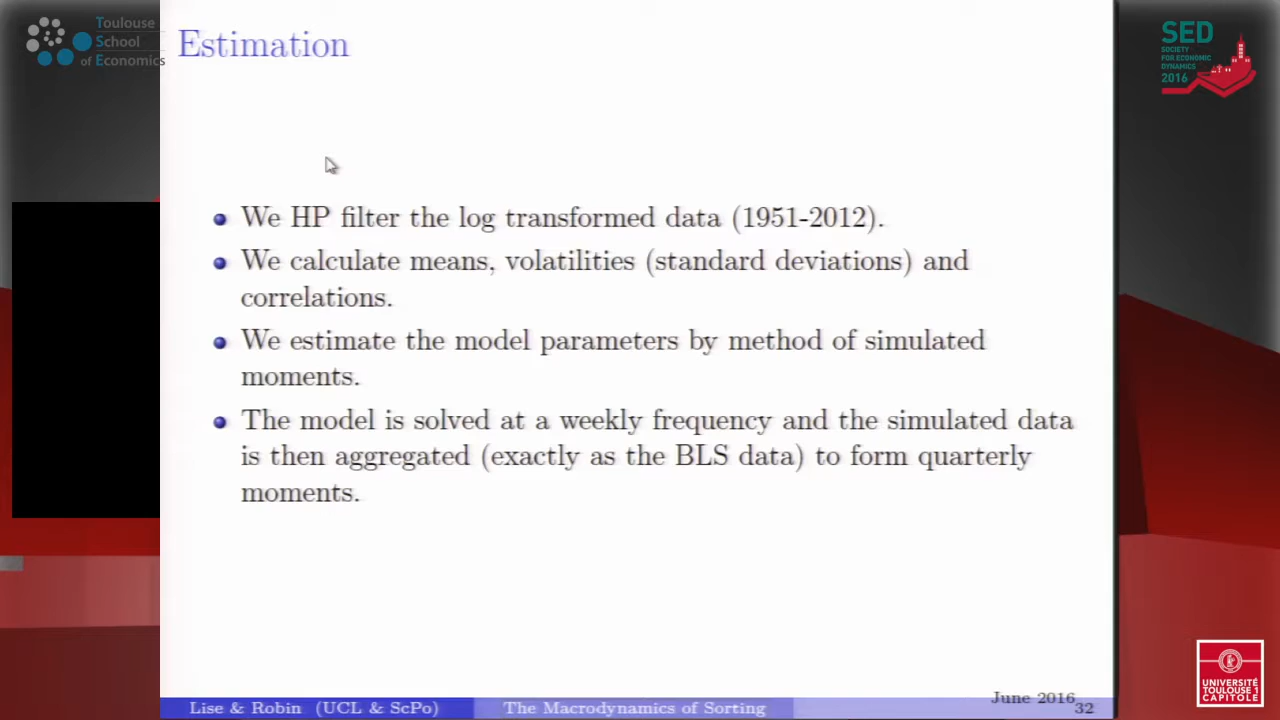 Toulouse
School
of Economics
Estimation
SED
SOCIETY
FOR ECONOMIC
DYNAMICS
2016
We HP filter the log transformed data (1951-2012).
We calculate means, volatilities (standard deviations) and
correlations.
We estimate the model parameters by method of simulated
moments.
The model is solved at a weekly frequency and the simulated data
is then aggregated (exactly as the BLS data) to form quarterly
moments.
UNIVERSITÉ
TOULOUSE 1
CAPITOLE
Lise & Robin (UCL & ScPo)
The Macrodynamics of Sorting
June 2016
32